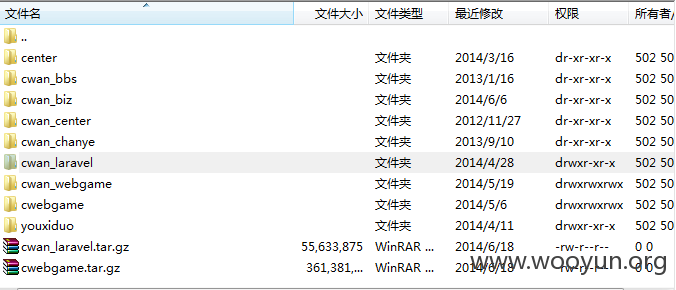 文件名 文件大小 文件类型 最近修改 权限 所有者/
..
center 文件夹 2014/3/16 dr-xr-xr-x 502 50
cwan_bbs 文件夹 2013/1/16 dr-xr-xr-x 502 50
cwan_biz 文件夹 2014/6/6 dr-xr-xr-x 502 50
cwan_center 文件夹 2012/11/27 dr-xr-xr-x 502 50
cwan_chanye 文件夹 2013/9/10 dr-xr-xr-x 502 50
cwan_laravel 文件夹 2014/4/28 drwxr-xr-x 502 50
cwan_webgame 文件夹 2014/5/19 drwxrwxrwx 502 50
cwebgame 文件夹 2014/5/6 drwxrwxrwx 502 50
youxiduo 文件夹 2014/4/11 drwxr-xr-x 502 50
cwan_laravel.tar.gz 55,633,875 WinRAR ... 2014/6/18 -rw-r--r-- 0 0
cwebgame.tar.gz 361,381,... WinRAR ... 2014/6/18 -rw-r--r-- 0 0
www.wooyun.org